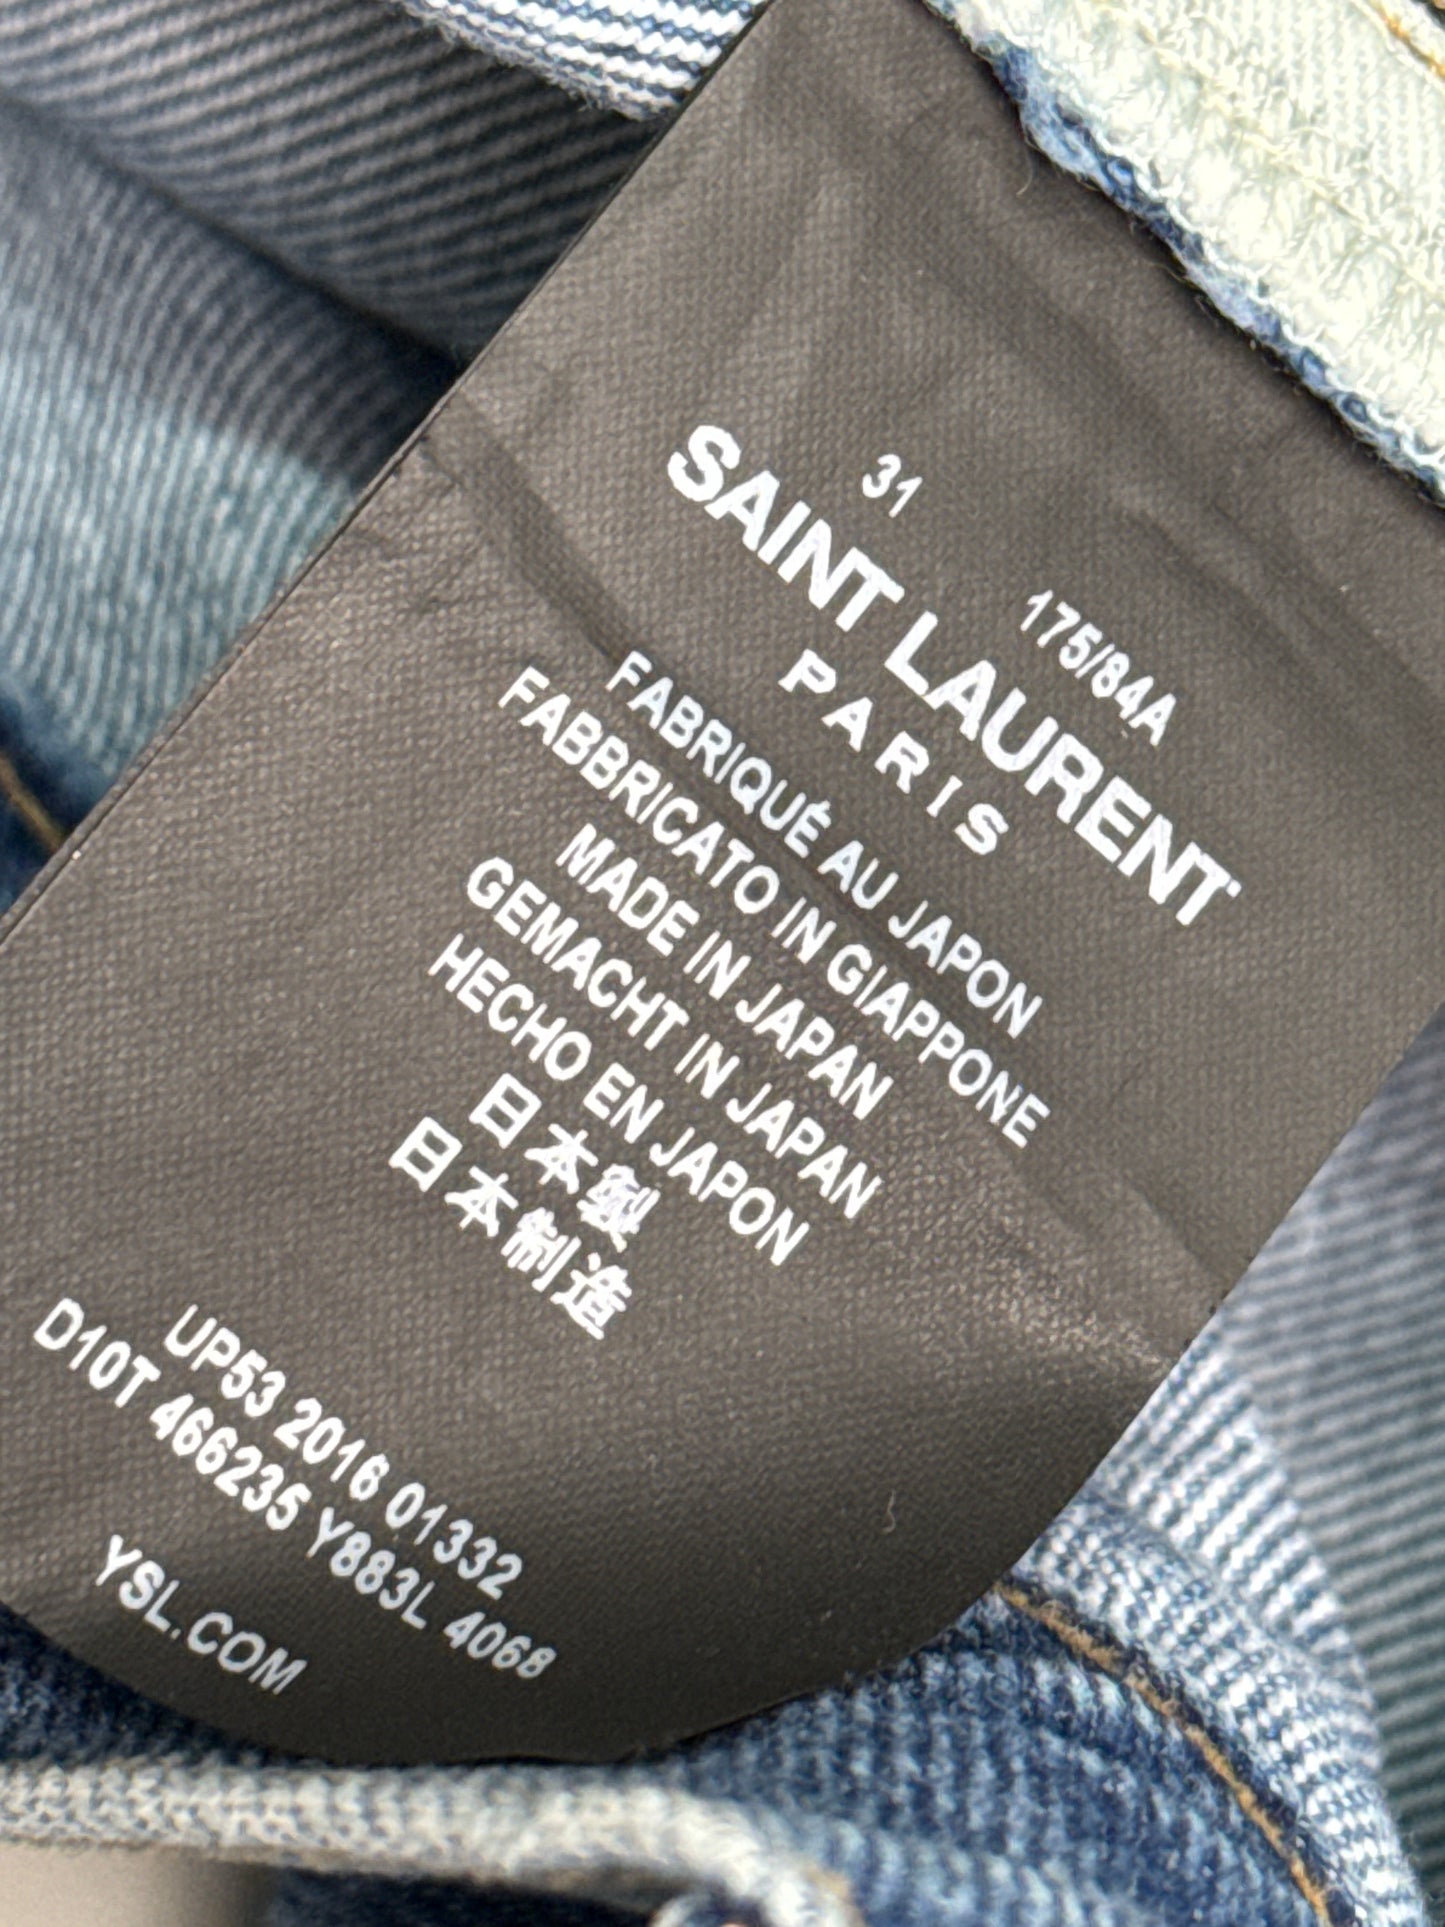 31 175/84A
SAINT LAURENT
PARIS
FABRIQUÉ AU JAPON
FABBRICATO IN GIAPPONE
MADE IN JAPAN
GEMACHT IN JAPAN
HECHO EN JAPON
日本製
日本制造
UP53 2016 01332
D10T 466235 Y883L 4068
YSL.COM